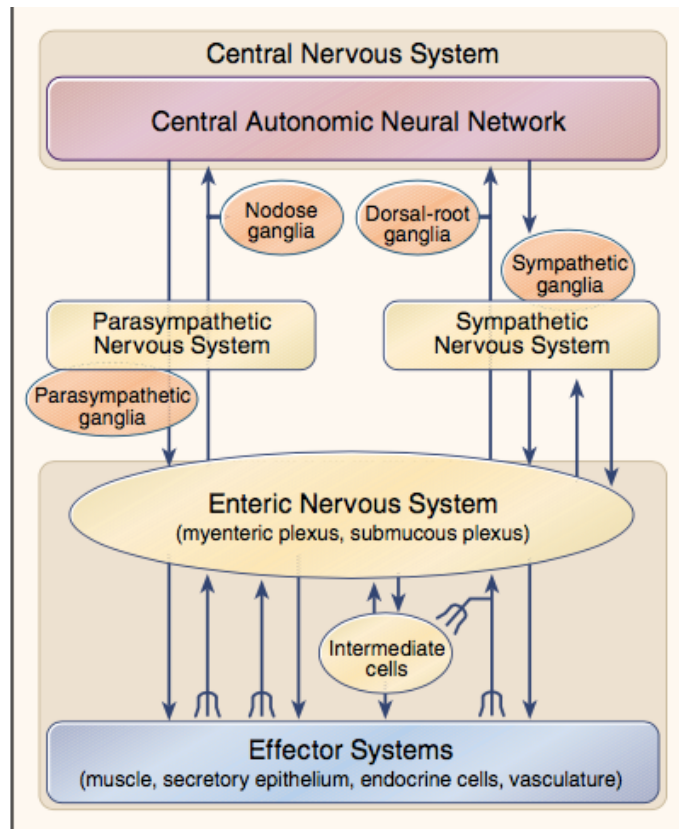 Central Nervous System
Central Autonomic Neural Network
Nodose
ganglia
Dorsal-root
ganglia
Sympathetic
ganglia
Parasympathetic
Nervous System
Sympathetic
Nervous System
Parasympathetic
ganglia
Enteric Nervous System
(myenteric plexus, submucous plexus)
Intermediate
cells
Effector Systems
(muscle, secretory epithelium, endocrine cells, vasculature)